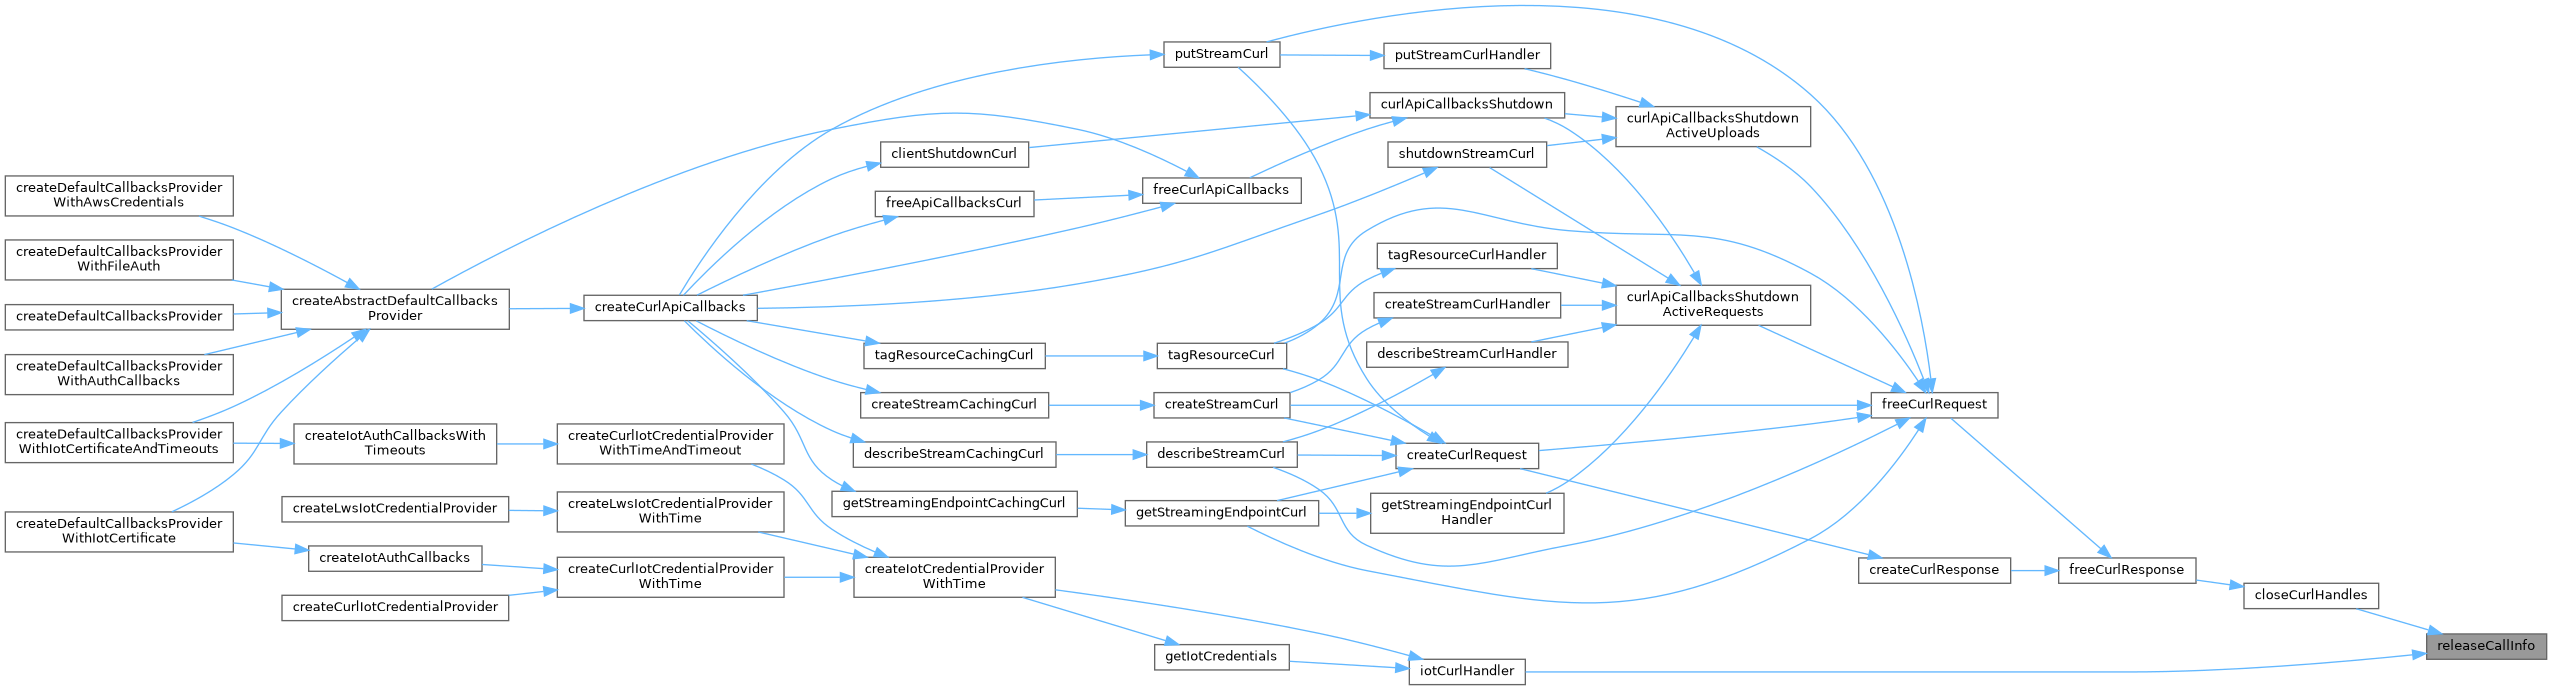 createDefaultCallbacksProvider
WithAwsCredentials
createDefaultCallbacksProvider
WithFileAuth
createDefaultCallbacksProvider
createDefaultCallbacksProvider
WithAuthCallbacks
createDefaultCallbacksProvider
WithIotCertificateAndTimeouts
createDefaultCallbacksProvider
WithIotCertificate
createAbstractDefaultCallbacks
Provider
createIotAuthCallbacksWith
Timeouts
createLwsIotCredentialProvider
createIotAuthCallbacks
createCurlIotCredentialProvider
createCurlApiCallbacks
createCurlIotCredentialProvider
WithTimeAndTimeout
createLwsIotCredentialProvider
WithTime
createCurlIotCredentialProvider
WithTime
clientShutdownCurl
freeApiCallbacksCurl
tagResourceCachingCurl
createStreamCachingCurl
describeStreamCachingCurl
getStreamingEndpointCachingCurl
createIotCredentialProvider
WithTime
putStreamCurl
freeCurlApiCallbacks
tagResourceCurl
createStreamCurl
describeStreamCurl
getStreamingEndpointCurl
getIotCredentials
putStreamCurlHandler
curlApiCallbacksShutdown
shutdownStreamCurl
tagResourceCurlHandler
createStreamCurlHandler
describeStreamCurlHandler
createCurlRequest
getStreamingEndpointCurl
Handler
iotCurlHandler
curlApiCallbacksShutdown
ActiveUploads
curlApiCallbacksShutdown
ActiveRequests
freeCurlRequest
createCurlResponse
freeCurlResponse
closeCurlHandles
releaseCallInfo